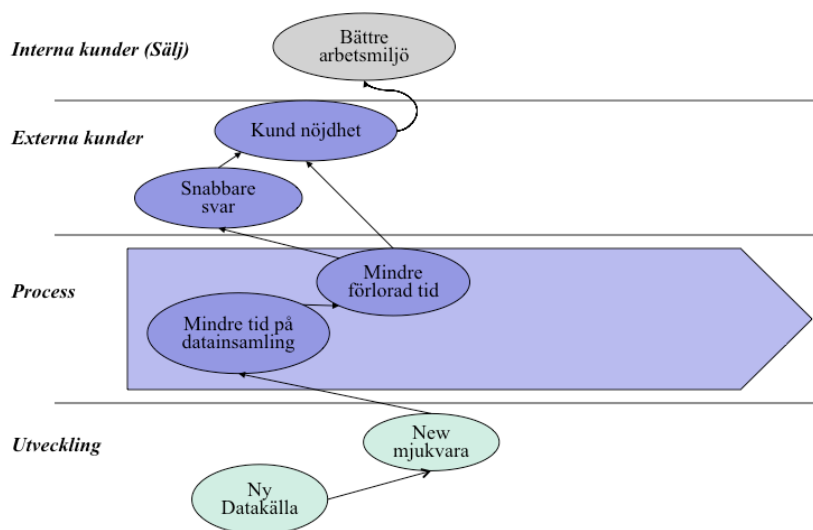 Interna kunder (Sälj)
Bättre
arbetsmiljö
Externa kunder
Kund nöjdhet
Snabbare
svar
Process
Mindre
förlorad tid
Mindre tid på
datainsamling
Utveckling
New
mjukvara
Ny
Datakälla